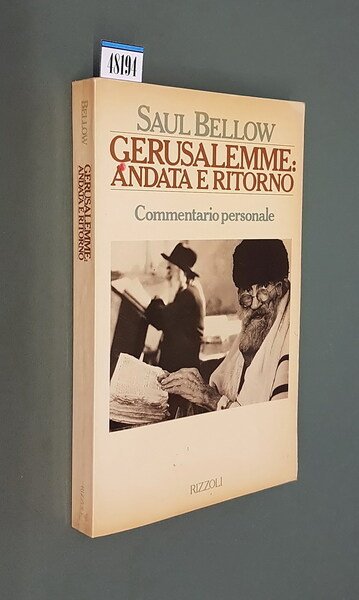 48194
SAUL BELLOW
GERUSALEMME:
ANDATA E RITORNO
Commentario personale
RIZZOLI
BELLOW
GERUSALEMME:
ANDATA E RITORNO
RIZZOLI